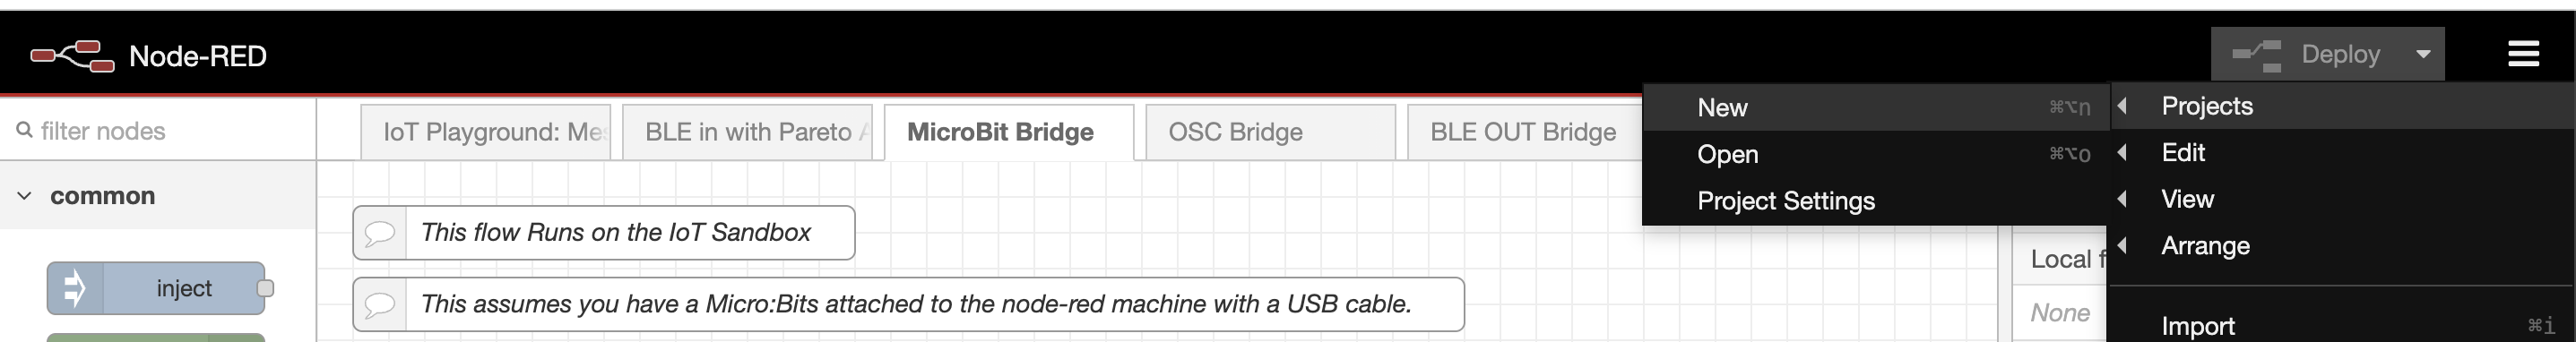 Node-RED
Deploy
filter nodes
IoT Playground: Mes
BLE in with Pareto A
MicroBit Bridge
OSC Bridge
BLE OUT Bridge
New ⌘⌥n
Open ⌘⌥o
Project Settings
Projects
Edit
View
Arrange
Import ⌘i
common
inject
This flow Runs on the IoT Sandbox
This assumes you have a Micro:Bits attached to the node-red machine with a USB cable.
Local f
None